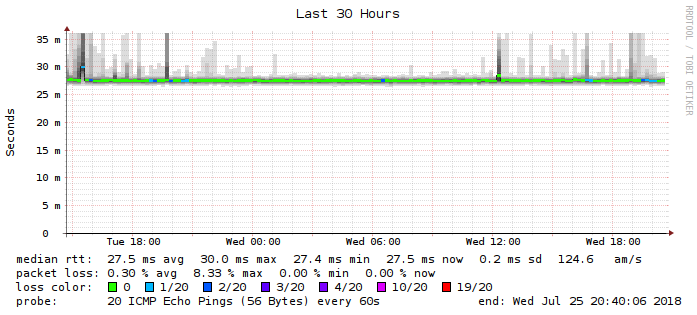 Last 30 Hours
RRDTOOL / TOBI OETIKER
Seconds
35 m
30 m
25 m
20 m
15 m
10 m
5 m
0
Tue 18:00 Wed 00:00 Wed 06:00 Wed 12:00 Wed 18:00
median rtt: 27.5 ms avg 30.0 ms max 27.4 ms min 27.5 ms now 0.2 ms sd 124.6 am/s
packet loss: 0.30 % avg 8.33 % max 0.00 % min 0.00 % now
loss color: 0 1/20 2/20 3/20 4/20 10/20 19/20
probe: 20 ICMP Echo Pings (56 Bytes) every 60s end: Wed Jul 25 20:40:06 2018